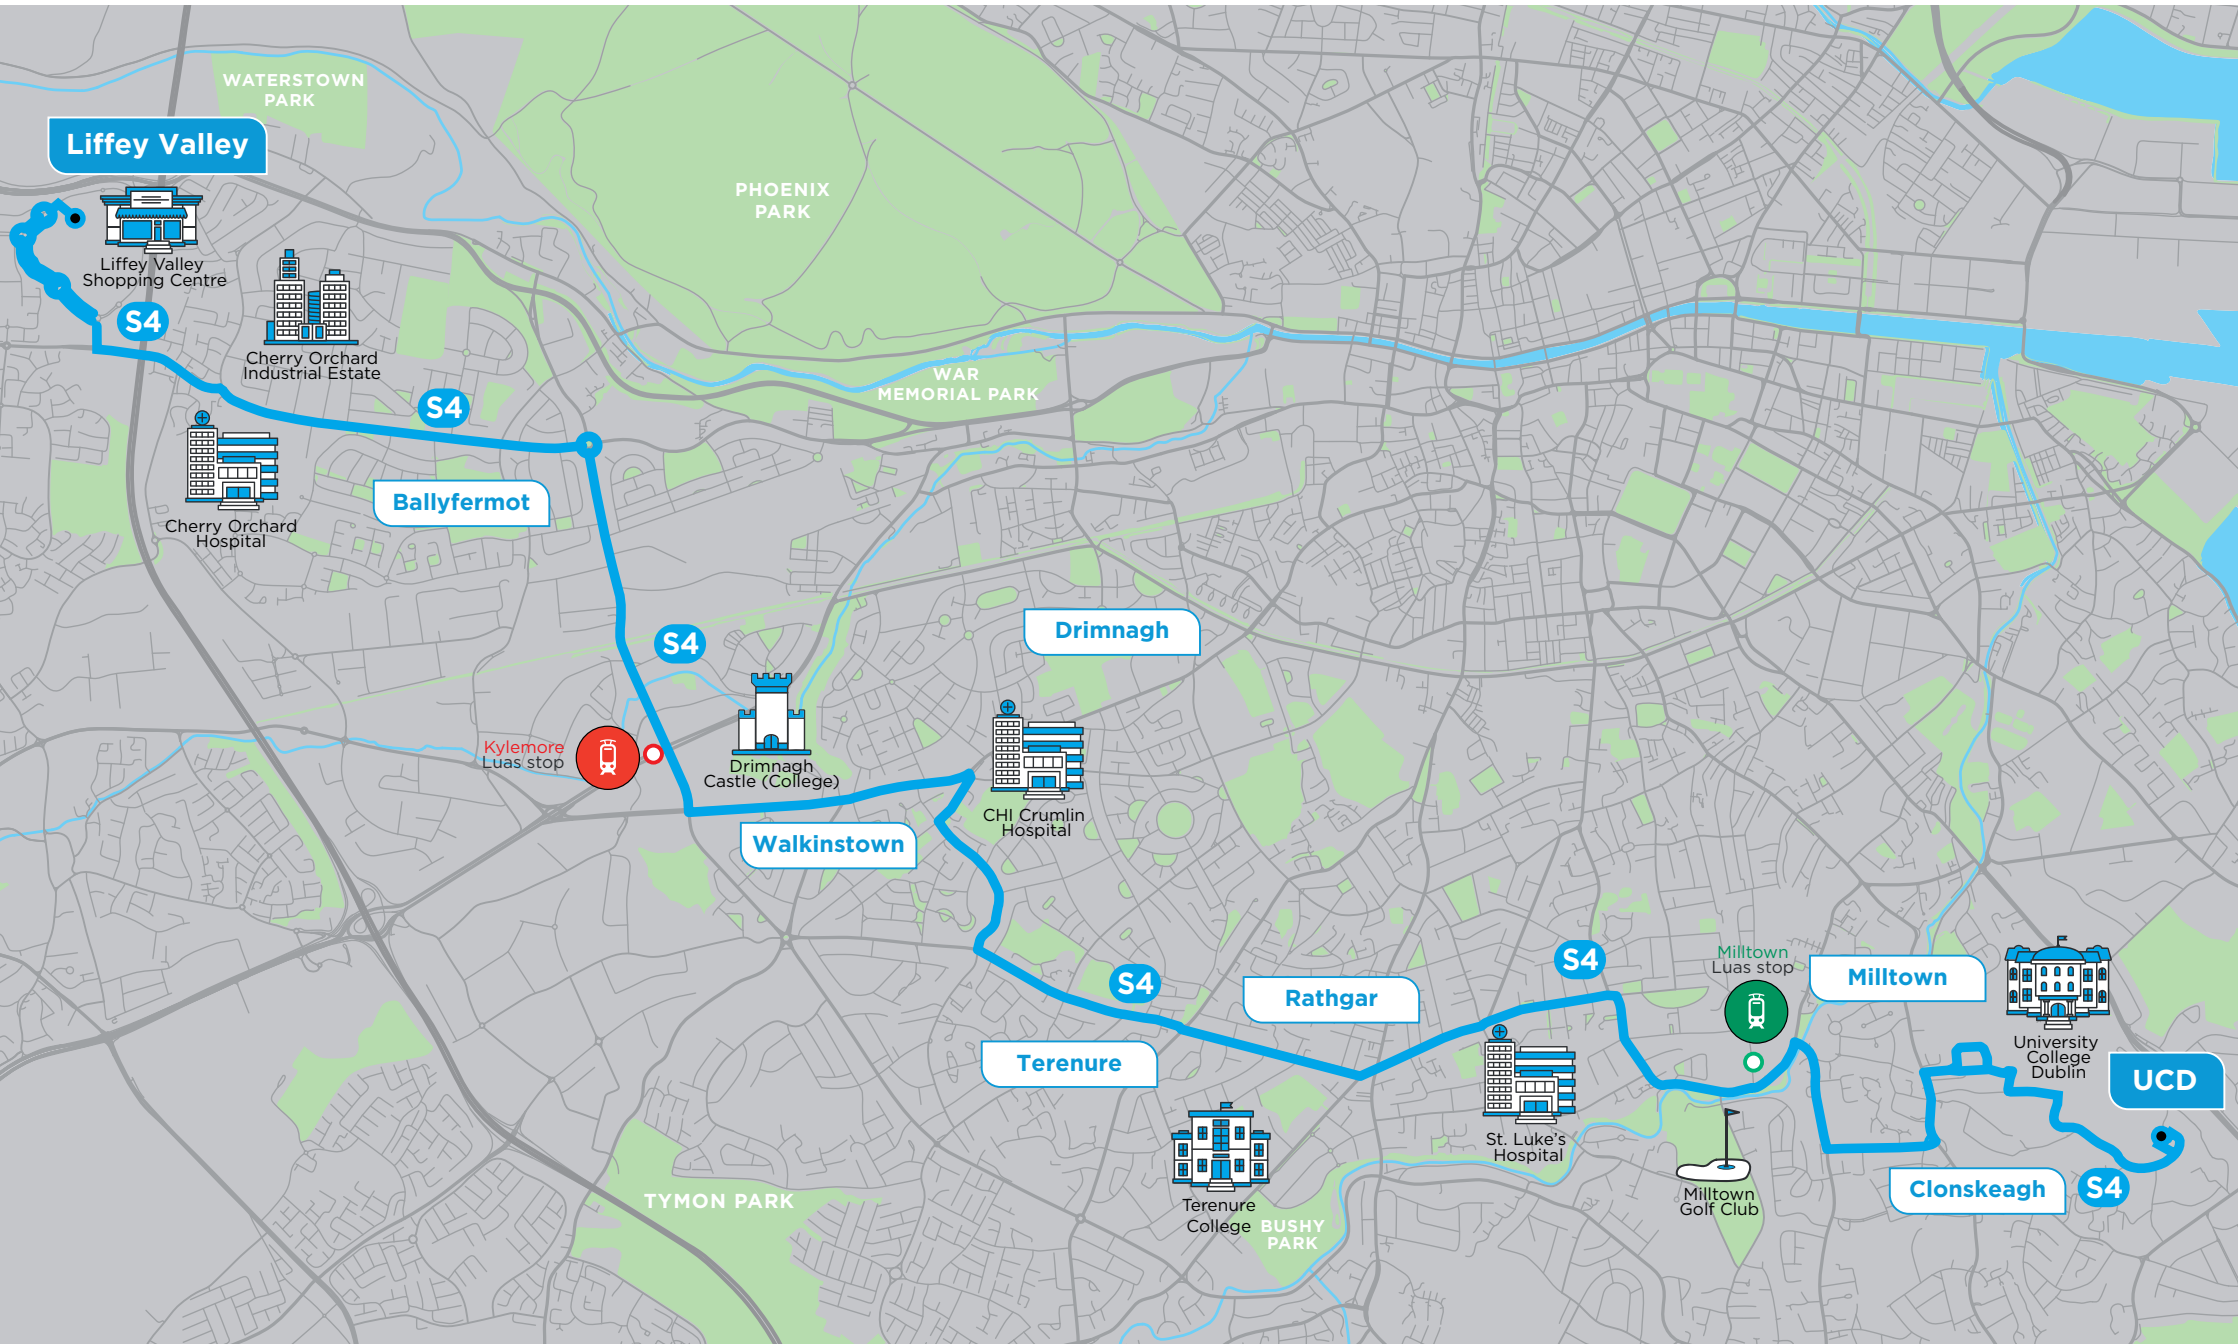 WATERSTOWN
PARK
Liffey Valley
PHOENIX
PARK
Liffey Valley
Shopping Centre
S4
Cherry Orchard
Industrial Estate
WAR
MEMORIAL PARK
S4
Ballyfermot
Cherry Orchard
Hospital
Drimnagh
S4
Kylemore
Luas stop
Drimnagh
Castle (College)
CHI Crumlin
Hospital
Walkinstown
S4
Rathgar
S4
Milltown
Luas stop
Milltown
Terenure
University
College
Dublin
UCD
St. Luke's
Hospital
Terenure
College
BUSHY
PARK
TYMON PARK
Milltown
Golf Club
Clonskeagh
S4